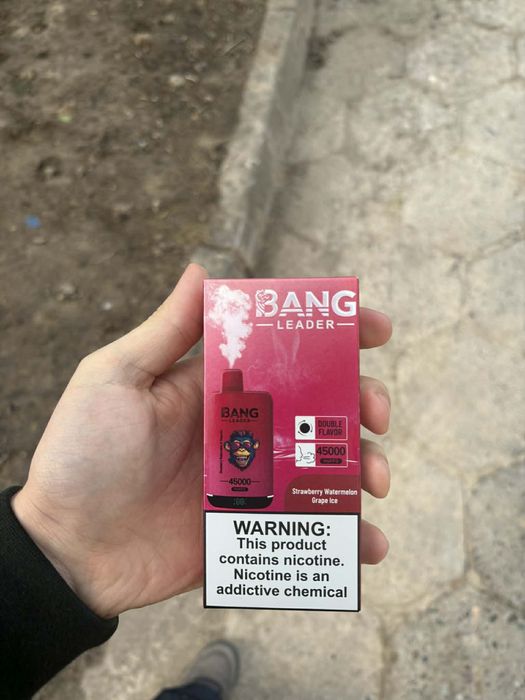 BANG
LEADER
BANG
LEADER
45000
DOUBLE
FLAVOR
45000
PUFFS
Strawberry Watermelon
Grape Ice
WARNING:
This product
contains nicotine.
Nicotine is an
addictive chemical